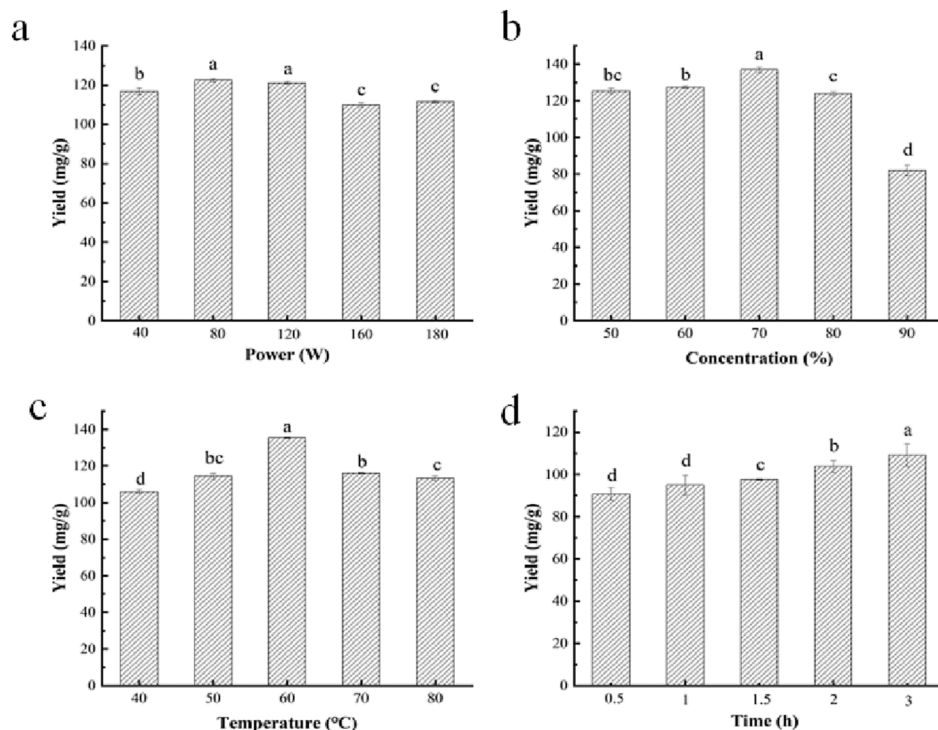 a
140
120
100
80
60
40
20
0
Yield (mg/g)
b
a
a
c
c
40 80 120 160 180
Power (W)
b
140
120
100
80
60
40
20
0
Yield (mg/g)
bc
b
a
c
d
50 60 70 80 90
Concentration (%)
c
140
120
100
80
60
40
20
0
Yield (mg/g)
d
bc
a
b
c
40 50 60 70 80
Temperature (°C)
d
120
100
80
60
40
20
0
Yield (mg/g)
d
d
c
b
a
0.5 1 1.5 2 3
Time (h)